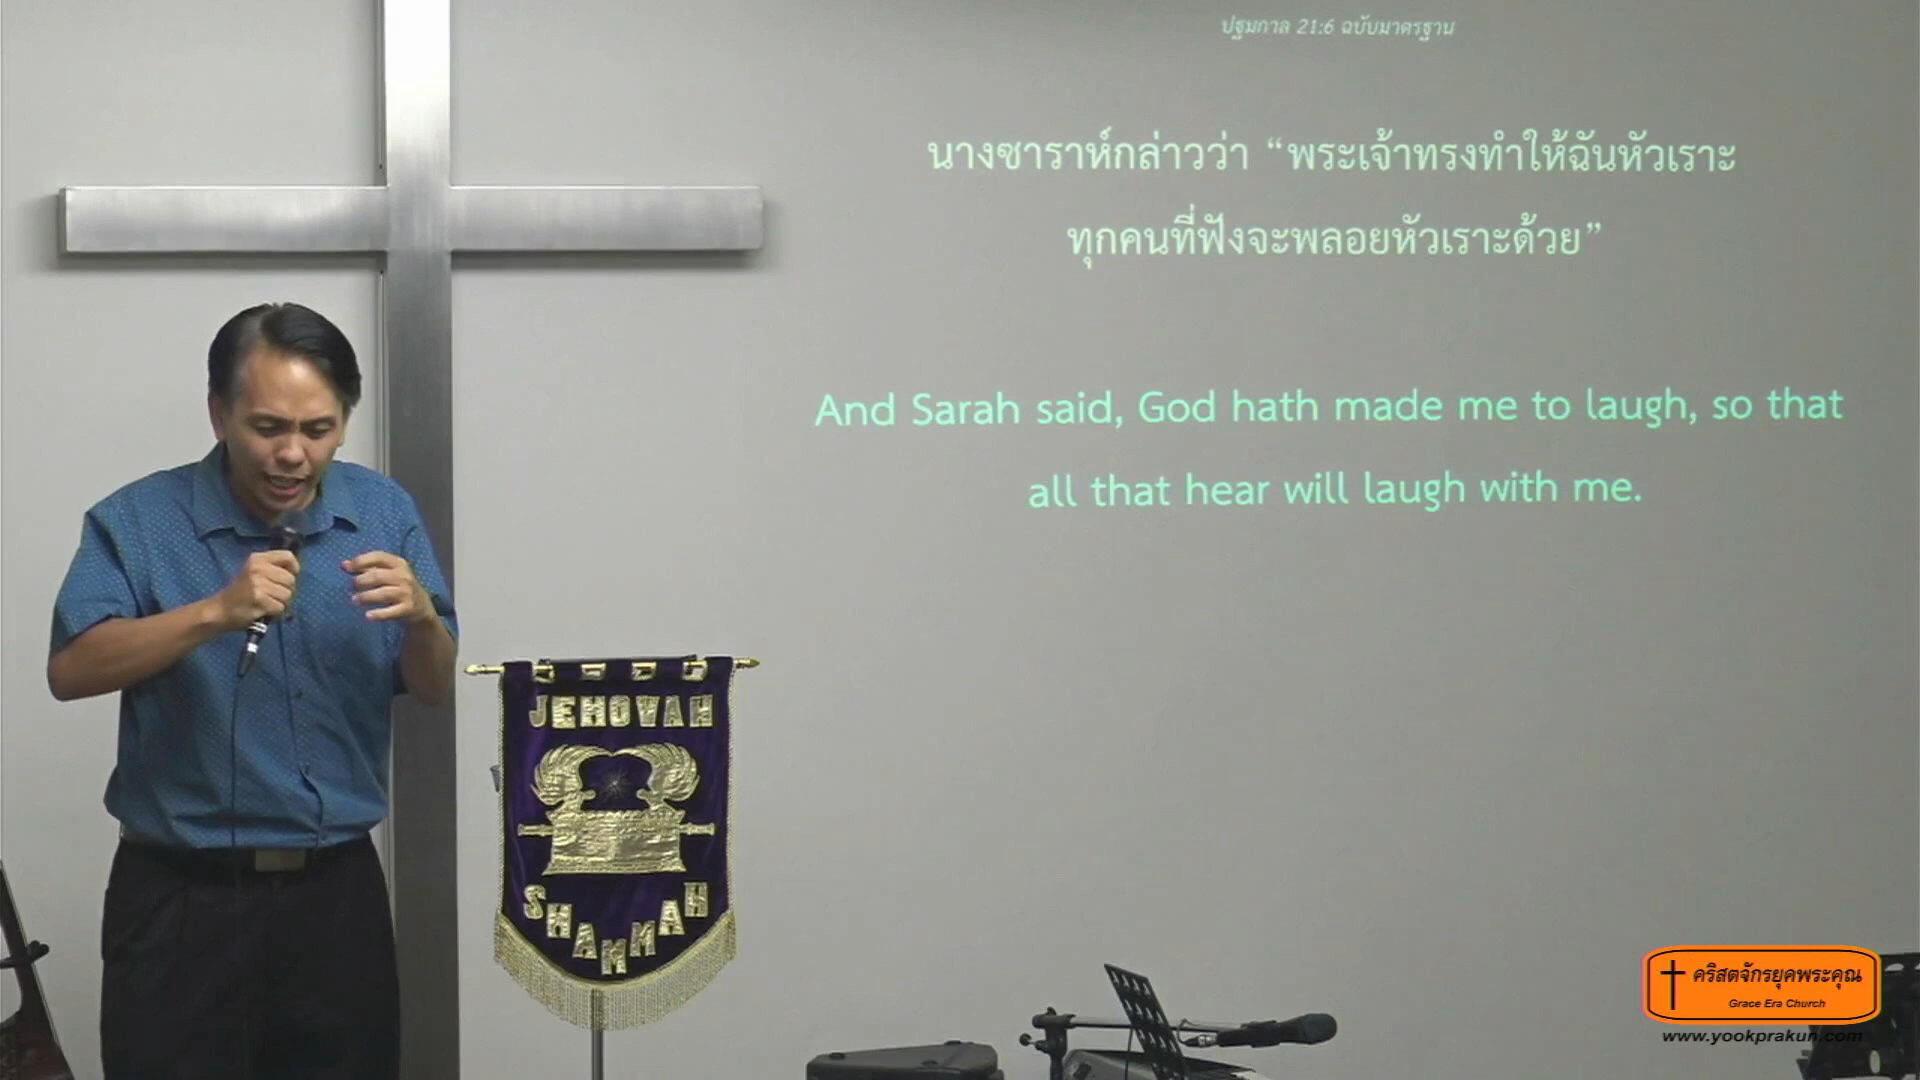 ปฐมกาล 21:6 ฉบับมาตรฐาน
นางซาราห์กล่าวว่า “พระเจ้าทรงทำให้ฉันหัวเราะ
ทุกคนที่ฟังจะพลอยหัวเราะด้วย”
And Sarah said, God hath made me to laugh, so that
all that hear will laugh with me.
JEHOVAH
SHAMMAH
คริสตจักรยุคพระคุณ
Grace Era Church
www.yookprakun.com